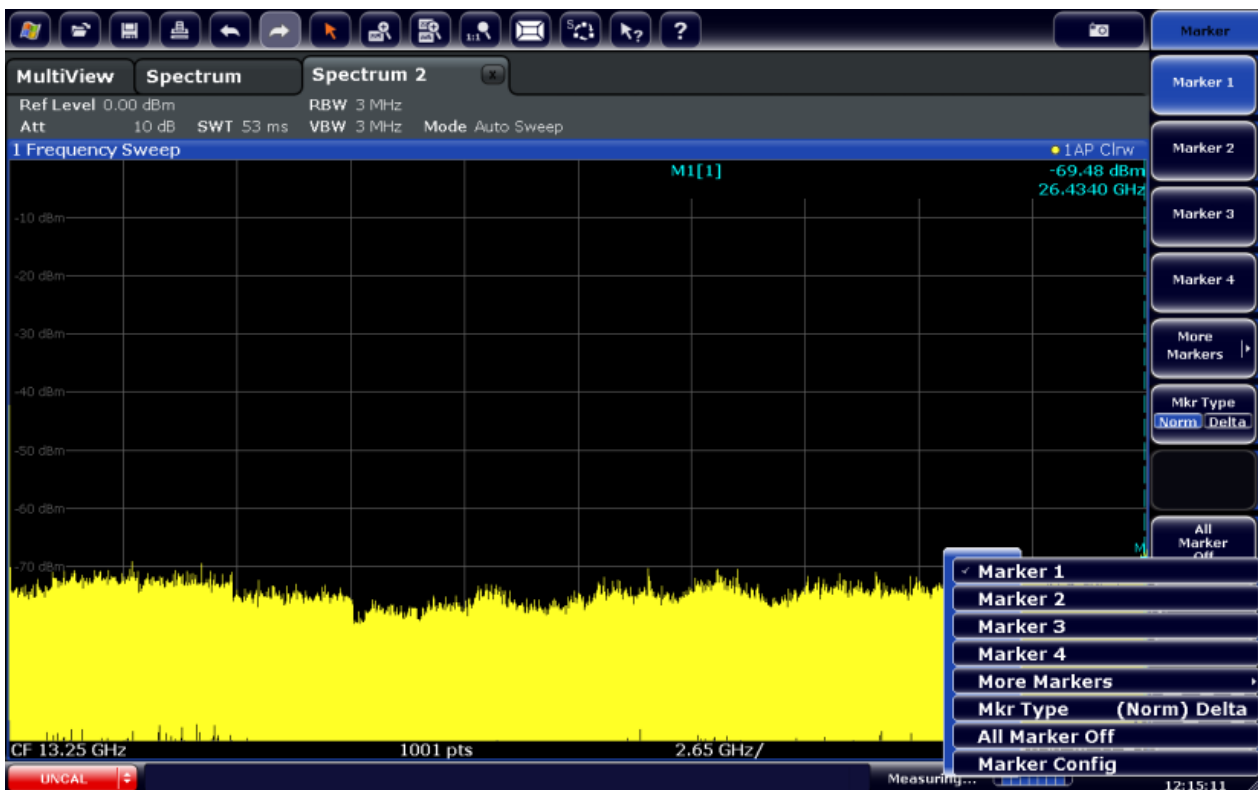 1:1
S
?
?
Marker
MultiView
Spectrum
Spectrum 2
x
Ref Level 0.00 dBm
RBW 3 MHz
Att 10 dB SWT 53 ms VBW 3 MHz Mode Auto Sweep
1 Frequency Sweep
1AP Clrw
M1[1]
-69.48 dBm
26.4340 GHz
-10 dBm
-20 dBm
-30 dBm
-40 dBm
-50 dBm
-60 dBm
-70 dBm
M
CF 13.25 GHz
1001 pts
2.65 GHz/
Marker 1
Marker 2
Marker 3
Marker 4
More
Markers
Mkr Type
Norm Delta
All
Marker
Off
✓ Marker 1
Marker 2
Marker 3
Marker 4
More Markers
Mkr Type (Norm) Delta
All Marker Off
Marker Config
UNCAL
Measuring...
12:15:11